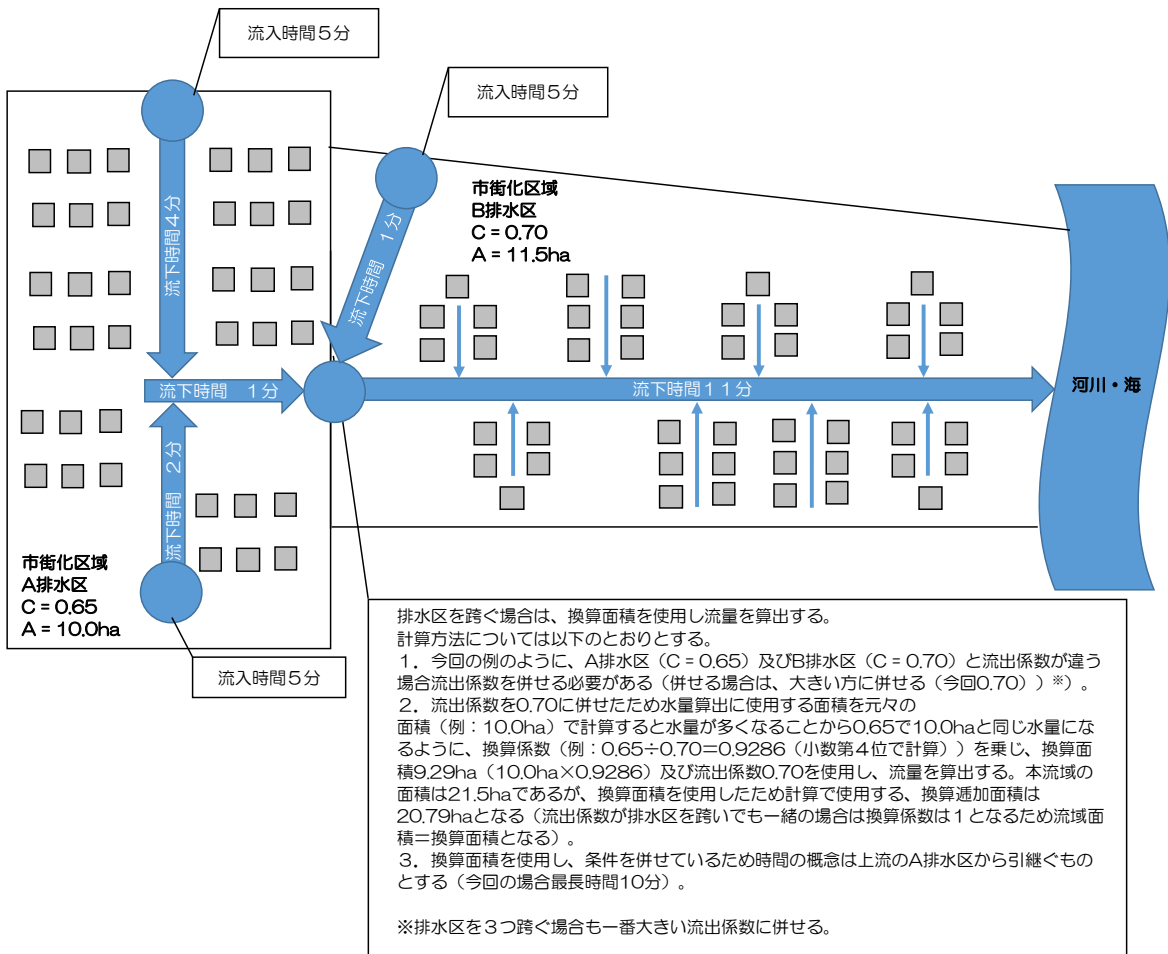 流入時間５分
流入時間５分
市街化区域
B排水区
C = 0.70
A = 11.5ha
流下時間４分
流下時間　１分
流下時間　１分
流下時間１１分
河川・海
流下時間　２分
市街化区域
A排水区
C = 0.65
A = 10.0ha
流入時間５分
排水区を跨ぐ場合は、換算面積を使用し流量を算出する。
計算方法については以下のとおりとする。
１．今回の例のように、A排水区（C = 0.65）及びB排水区（C = 0.70）と流出係数が違う
場合流出係数を併せる必要がある（併せる場合は、大きい方に併せる（今回0.70））※）。
２．流出係数を0.70に併せたため水量算出に使用する面積を元々の
面積（例：10.0ha）で計算すると水量が多くなることから0.65で10.0haと同じ水量にな
るように、換算係数（例：0.65÷0.70＝0.9286（小数第４位で計算））を乗じ、換算面
積9.29ha（10.0ha×0.9286）及び流出係数0.70を使用し、流量を算出する。本流域の
面積は21.5haであるが、換算面積を使用したため計算で使用する、換算逓加面積は
20.79haとなる（流出係数が排水区を跨いでも一緒の場合は換算係数は１となるため流域面
積＝換算面積となる）。
３．換算面積を使用し、条件を併せているため時間の概念は上流のA排水区から引継ぐもの
とする（今回の場合最長時間10分）。
※排水区を３つ跨ぐ場合も一番大きい流出係数に併せる。